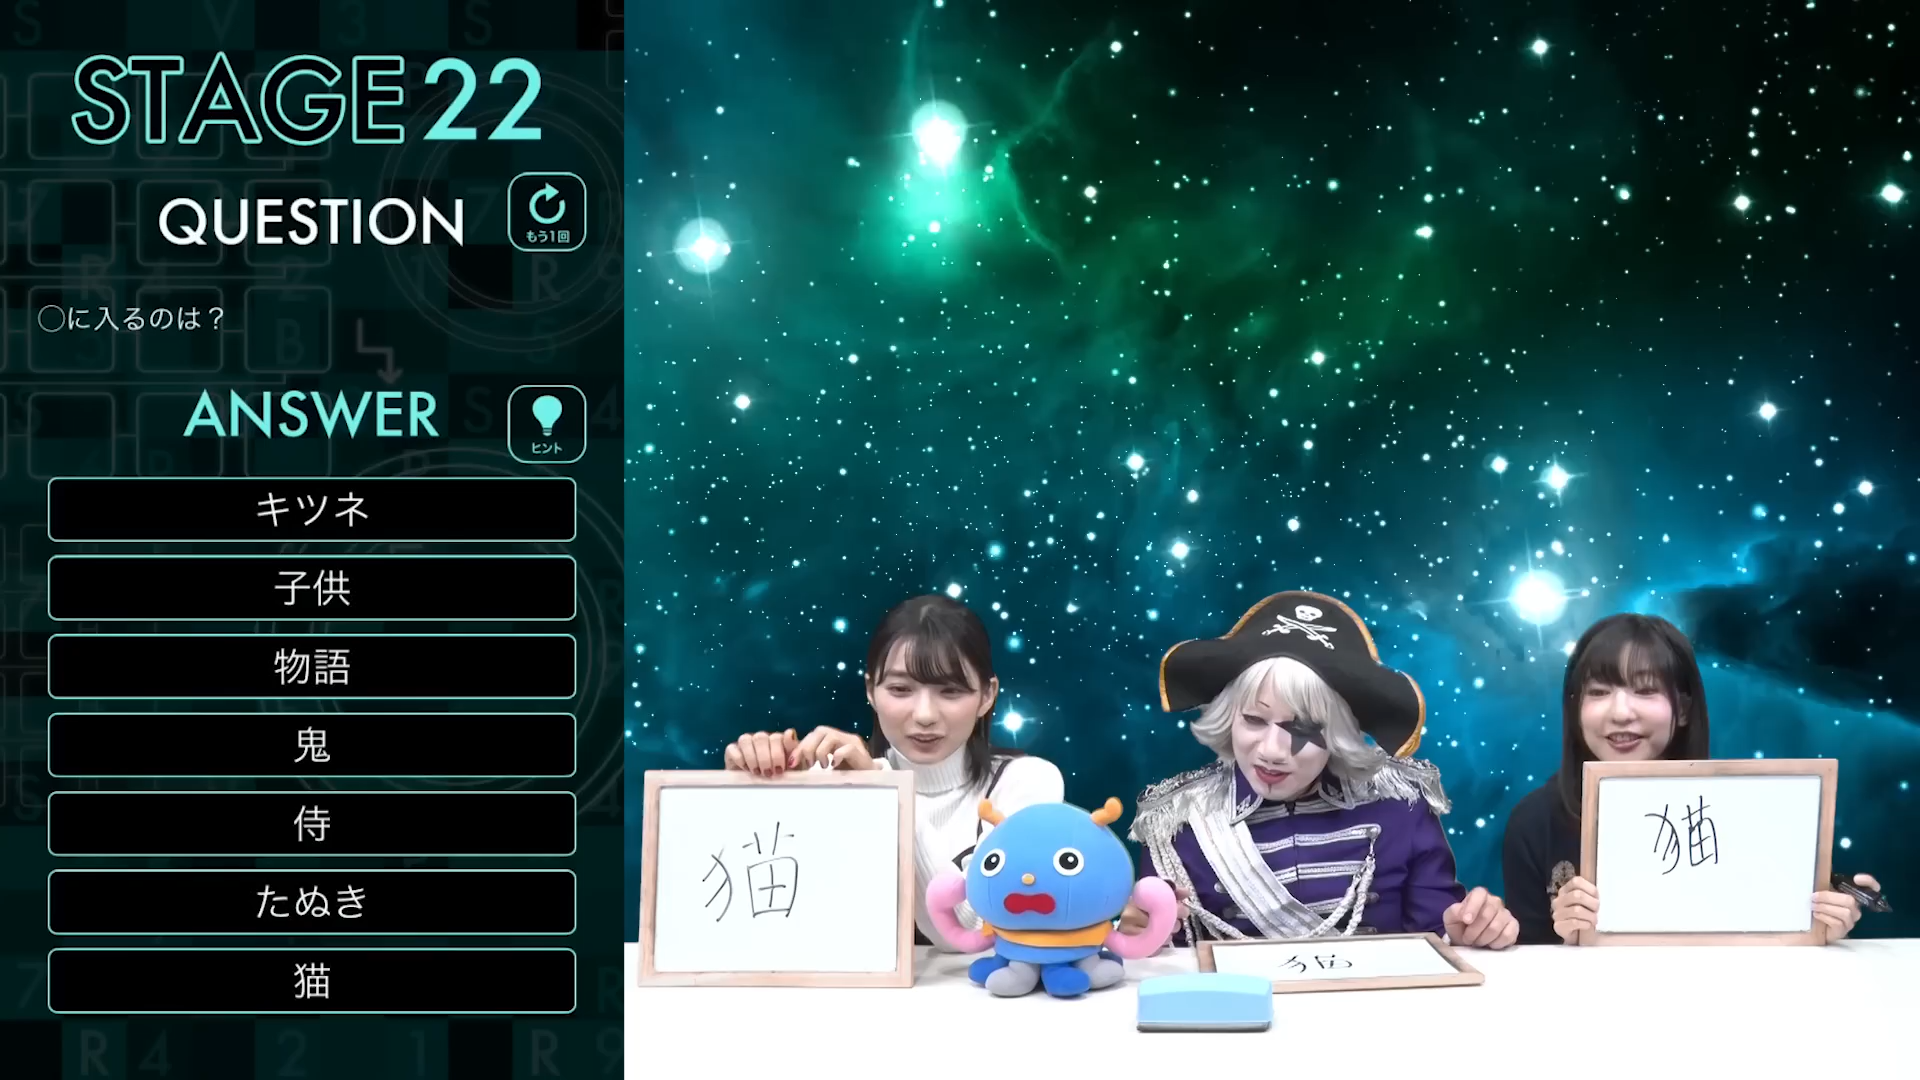 STAGE 22
QUESTION
もう1回
◯に入るのは？
ANSWER
ヒント
キツネ
子供
物語
鬼
侍
たぬき
猫
猫
猫
猫